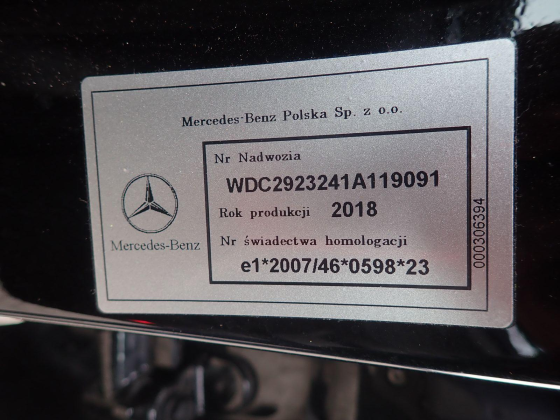 Mercedes-Benz Polska Sp. z o.o.
Nr Nadwozia
WDC2923241A119091
Rok produkcji 2018
Nr świadectwa homologacji
e1*2007/46*0598*23
Mercedes-Benz
000306394